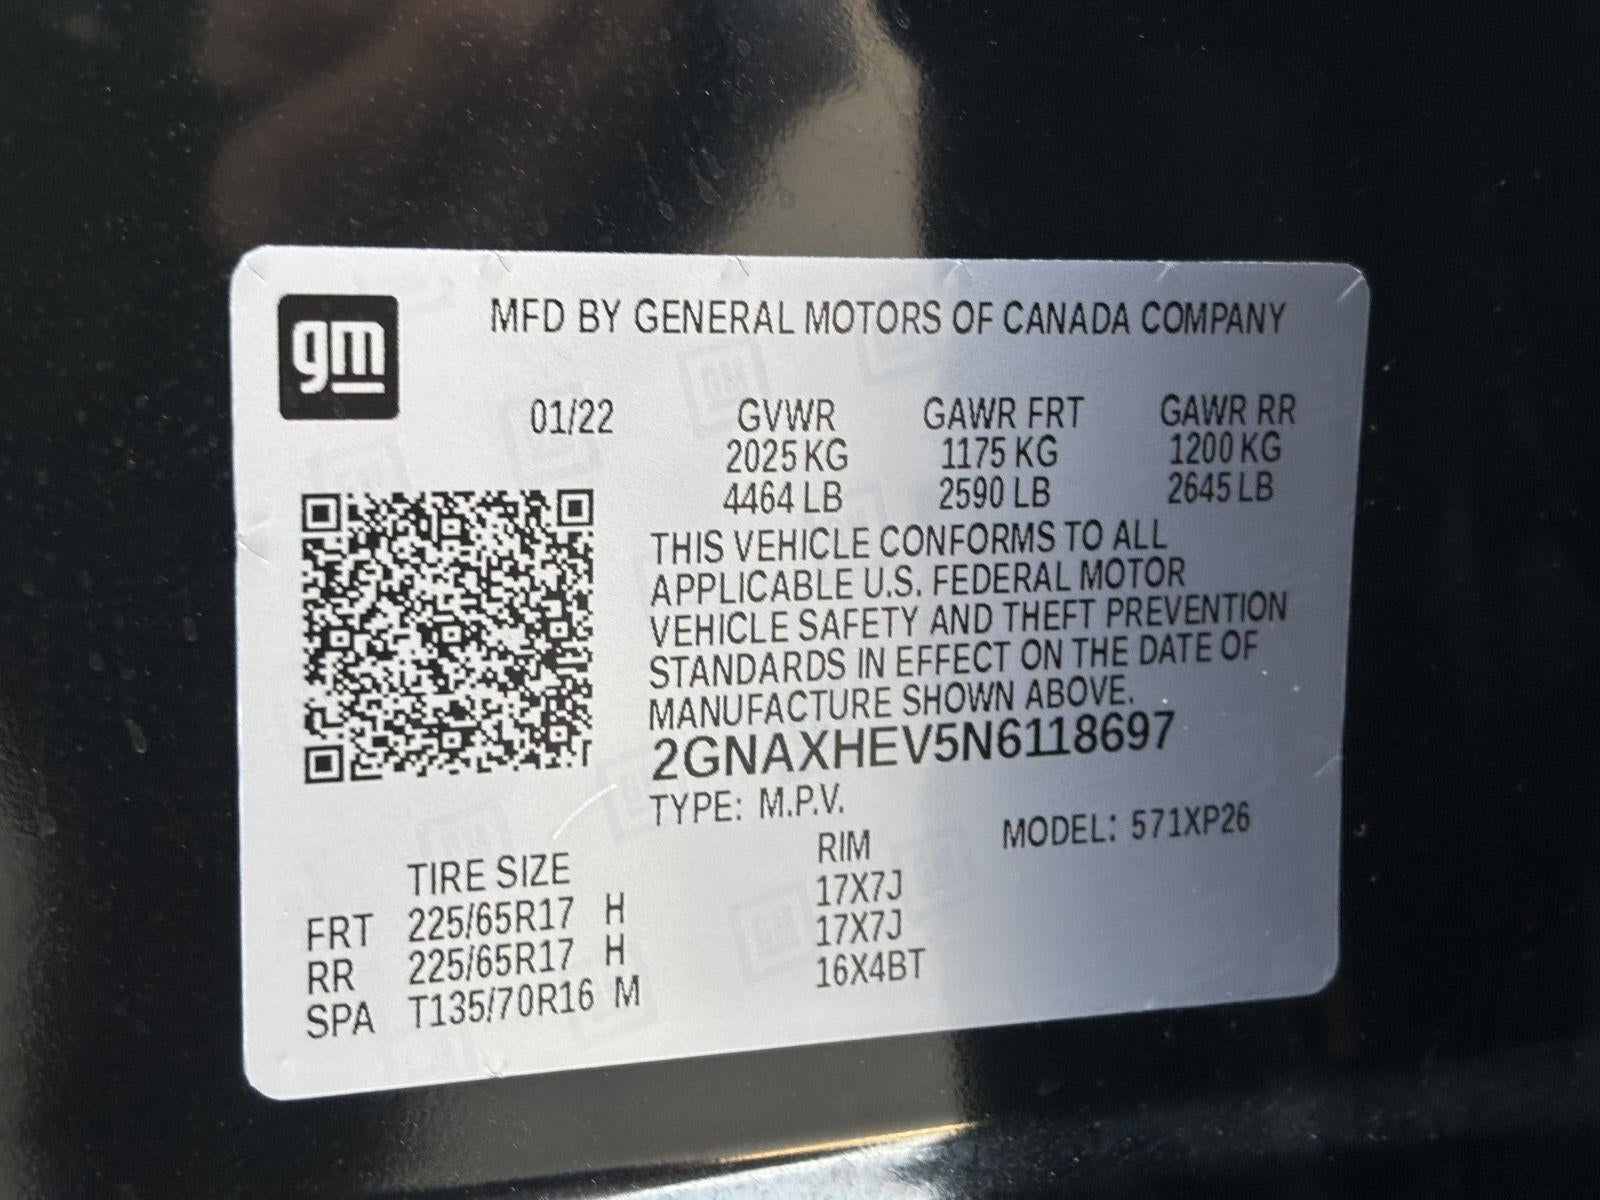 gm
MFD BY GENERAL MOTORS OF CANADA COMPANY
01/22 GVWR GAWR FRT GAWR RR
2025 KG 1175 KG 1200 KG
4464 LB 2590 LB 2645 LB
THIS VEHICLE CONFORMS TO ALL
APPLICABLE U.S. FEDERAL MOTOR
VEHICLE SAFETY AND THEFT PREVENTION
STANDARDS IN EFFECT ON THE DATE OF
MANUFACTURE SHOWN ABOVE.
2GNAXHEV5N6118697
TYPE: M.P.V. MODEL: 571XP26
TIRE SIZE RIM
FRT 225/65R17 H 17X7J
RR 225/65R17 H 17X7J
SPA T135/70R16 M 16X4BT